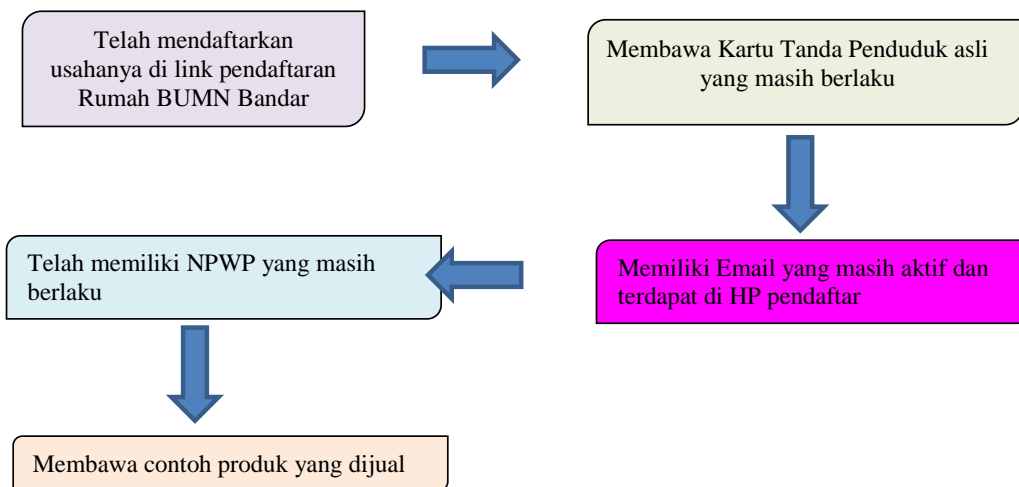 Telah mendaftarkan
usahanya di link pendaftaran
Rumah BUMN Bandar
Membawa Kartu Tanda Penduduk asli
yang masih berlaku
Memiliki Email yang masih aktif dan
terdapat di HP pendaftar
Telah memiliki NPWP yang masih
berlaku
Membawa contoh produk yang dijual